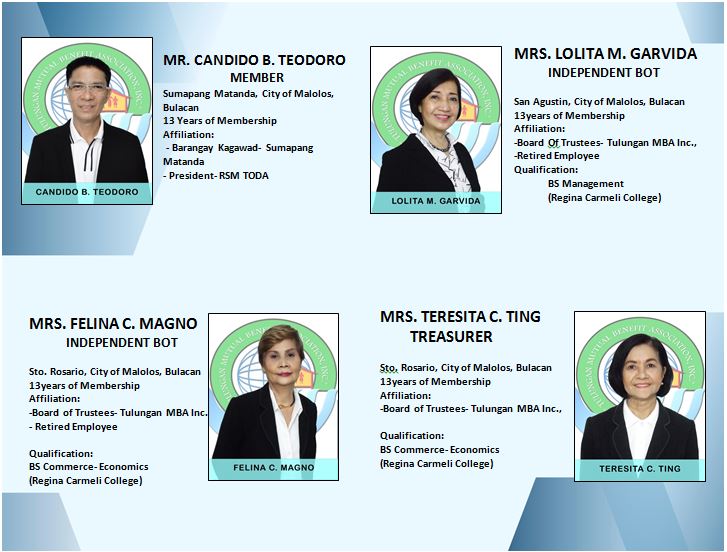 MR. CANDIDO B. TEODORO
MEMBER
Sumapang Matanda, City of Malolos,
Bulacan
13 Years of Membership
Affiliation:
- Barangay Kagawad- Sumapang
Matanda
- President- RSM TODA
CANDIDO B. TEODORO
MRS. LOLITA M. GARVIDA
INDEPENDENT BOT
San Agustin, City of Malolos, Bulacan
13years of Membership
Affiliation:
-Board Of Trustees- Tulungan MBA Inc.,
-Retired Employee
Qualification:
BS Management
(Regina Carmeli College)
LOLITA M. GARVIDA
MRS. FELINA C. MAGNO
INDEPENDENT BOT
Sto. Rosario, City of Malolos, Bulacan
13years of Membership
Affiliation:
-Board of Trustees- Tulungan MBA Inc.
- Retired Employee
Qualification:
BS Commerce- Economics
(Regina Carmeli College)
FELINA C. MAGNO
MRS. TERESITA C. TING
TREASURER
Sto. Rosario, City of Malolos, Bulacan
13years of Membership
Affiliation:
-Board of Trustees- Tulungan MBA Inc.,
Qualification:
BS Commerce- Economics
(Regina Carmeli College)
TERESITA C. TING